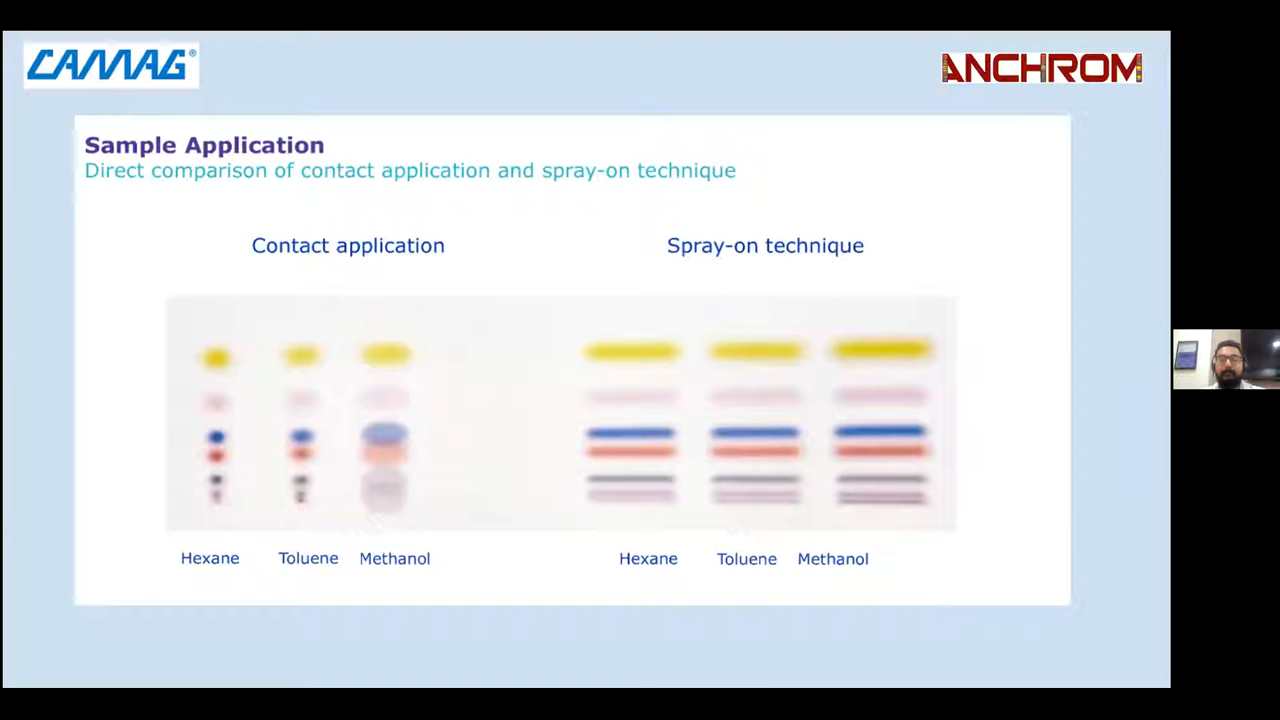 CAMAG®
ANCHROM
Sample Application
Direct comparison of contact application and spray-on technique
Contact application
Spray-on technique
Hexane Toluene Methanol
Hexane Toluene Methanol